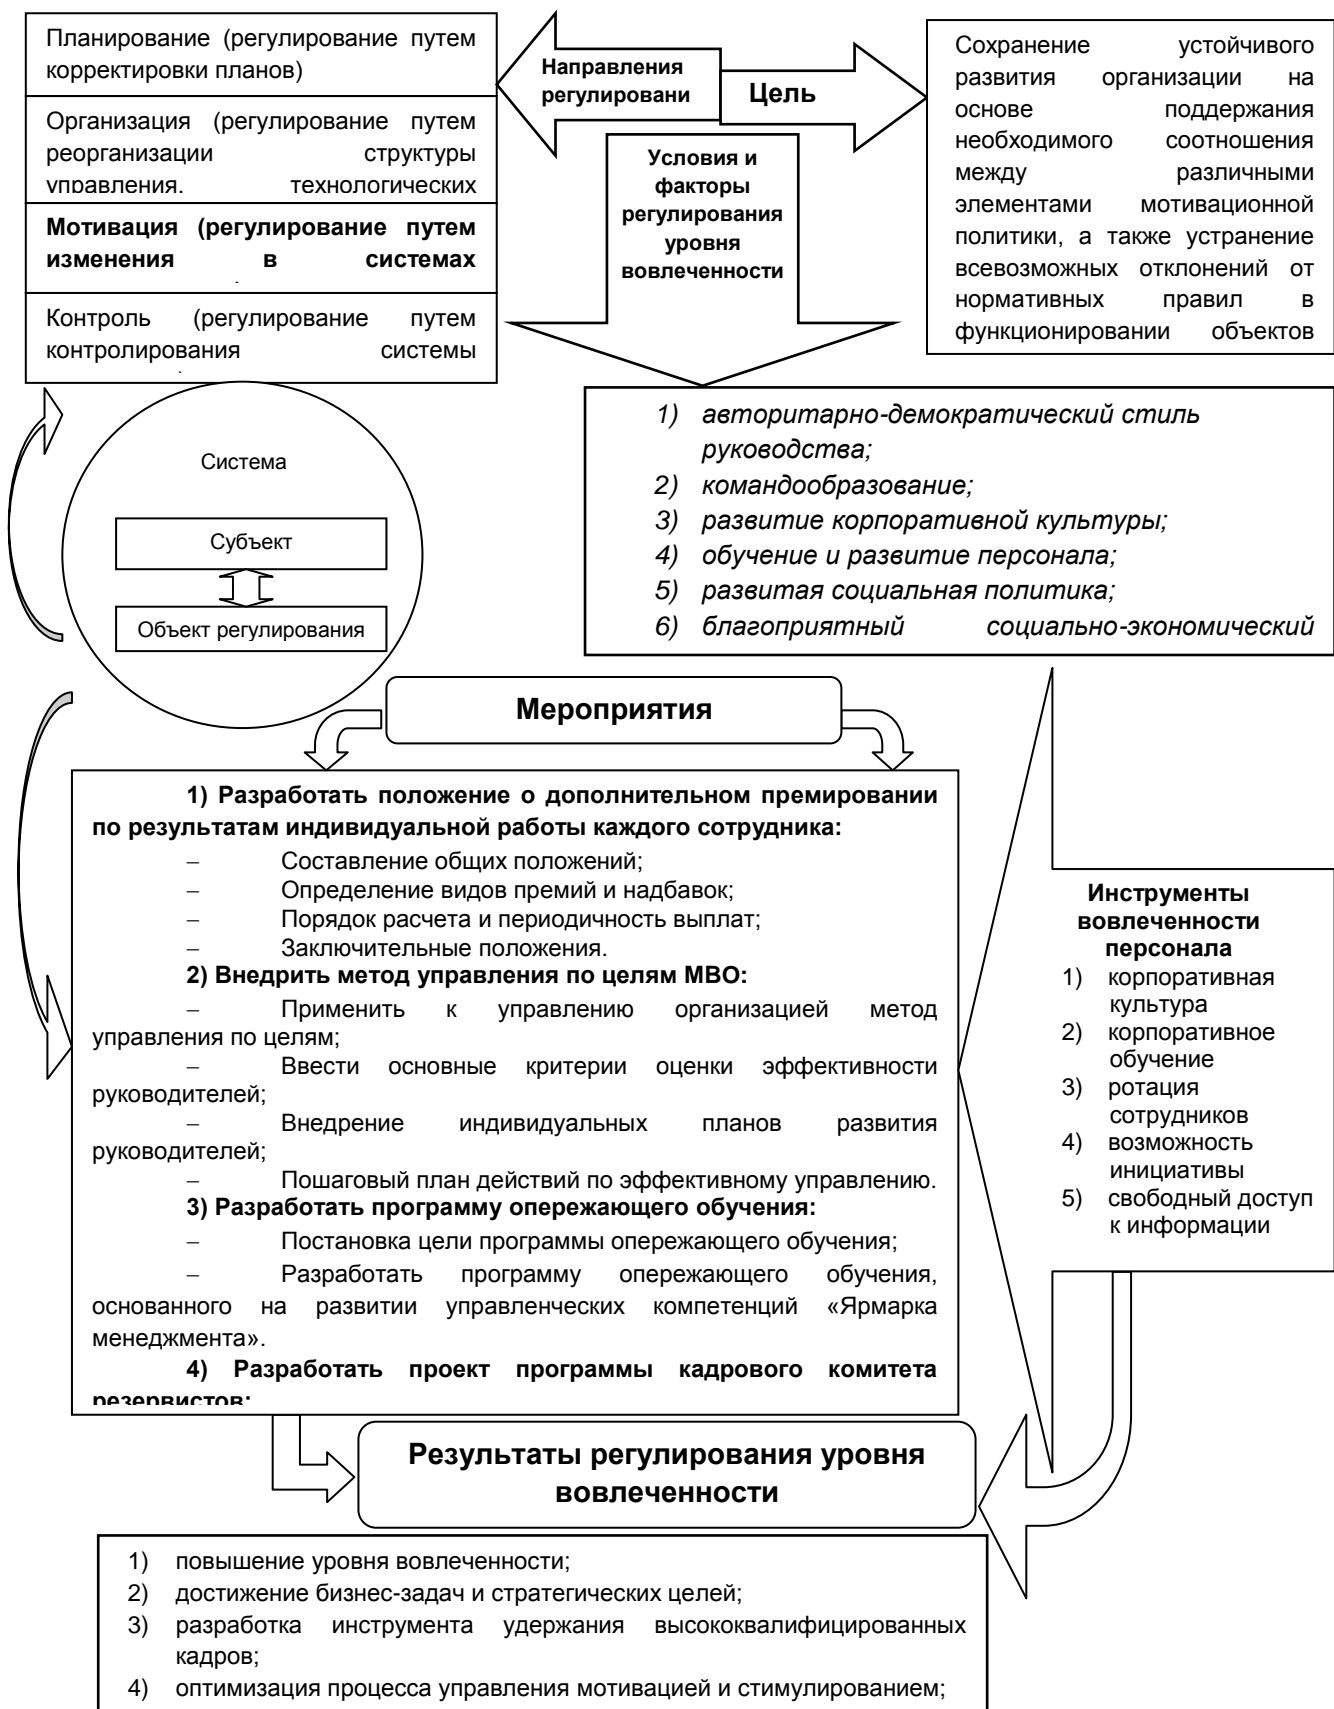 Планирование (регулирование путем
корректировки планов)
Организация (регулирование путем
реорганизации структуры
управления. технологических
Мотивация (регулирование путем
изменения в системах
Контроль (регулирование путем
контролирования системы
Направления
регулировани
Цель
Сохранение устойчивого
развития организации на
основе поддержания
необходимого соотношения
между различными
элементами мотивационной
политики, а также устранение
всевозможных отклонений от
нормативных правил в
функционировании объектов
Условия и
факторы
регулирования
уровня
вовлеченности
1) авторитарно-демократический стиль
руководства;
2) командообразование;
3) развитие корпоративной культуры;
4) обучение и развитие персонала;
5) развитая социальная политика;
6) благоприятный социально-экономический
Система
Субъект
Объект регулирования
Мероприятия
1) Разработать положение о дополнительном премировании
по результатам индивидуальной работы каждого сотрудника:
– Составление общих положений;
– Определение видов премий и надбавок;
– Порядок расчета и периодичность выплат;
– Заключительные положения.
2) Внедрить метод управления по целям МВО:
– Применить к управлению организацией метод
управления по целям;
– Ввести основные критерии оценки эффективности
руководителей;
– Внедрение индивидуальных планов развития
руководителей;
– Пошаговый план действий по эффективному управлению.
3) Разработать программу опережающего обучения:
– Постановка цели программы опережающего обучения;
– Разработать программу опережающего обучения,
основанного на развитии управленческих компетенций «Ярмарка
менеджмента».
4) Разработать проект программы кадрового комитета
резервистов:
Инструменты
вовлеченности
персонала
1) корпоративная
культура
2) корпоративное
обучение
3) ротация
сотрудников
4) возможность
инициативы
5) свободный доступ
к информации
Результаты регулирования уровня
вовлеченности
1) повышение уровня вовлеченности;
2) достижение бизнес-задач и стратегических целей;
3) разработка инструмента удержания высококвалифицированных
кадров;
4) оптимизация процесса управления мотивацией и стимулированием;